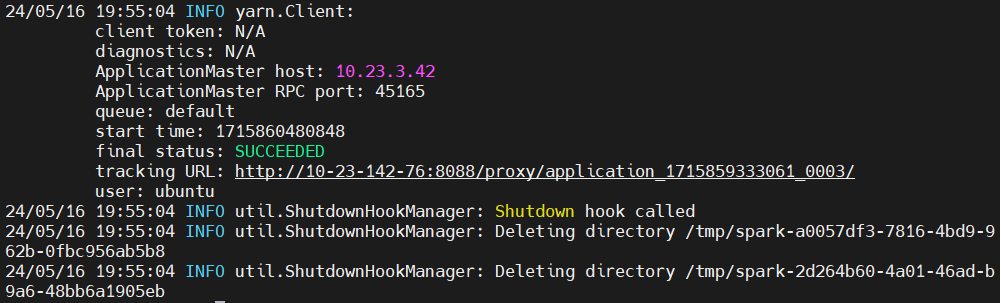 24/05/16 19:55:04 INFO yarn.Client:
client token: N/A
diagnostics: N/A
ApplicationMaster host: 10.23.3.42
ApplicationMaster RPC port: 45165
queue: default
start time: 1715860480848
final status: SUCCEEDED
tracking URL: http://10-23-142-76:8088/proxy/application_1715859333061_0003/
user: ubuntu
24/05/16 19:55:04 INFO util.ShutdownHookManager: Shutdown hook called
24/05/16 19:55:04 INFO util.ShutdownHookManager: Deleting directory /tmp/spark-a0057df3-7816-4bd9-9
62b-0fbc956ab5b8
24/05/16 19:55:04 INFO util.ShutdownHookManager: Deleting directory /tmp/spark-2d264b60-4a01-46ad-b
9a6-48bb6a1905eb